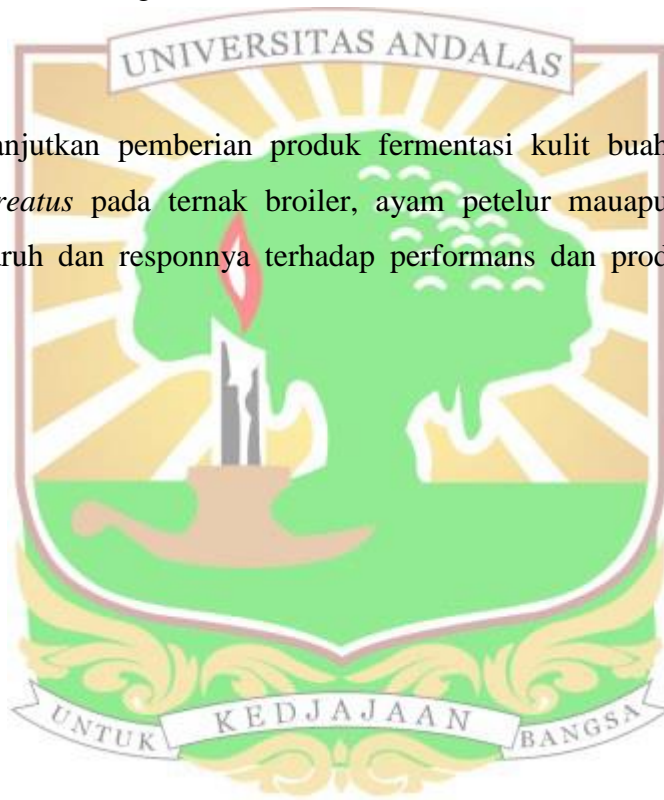 UNIVERSITAS ANDALAS
anjutkan pemberian produk fermentasi kulit buah
reatus pada ternak broiler, ayam petelur mauapu
ruh dan responnya terhadap performans dan prod
UNTUK KEDJAJAAN BANGSA